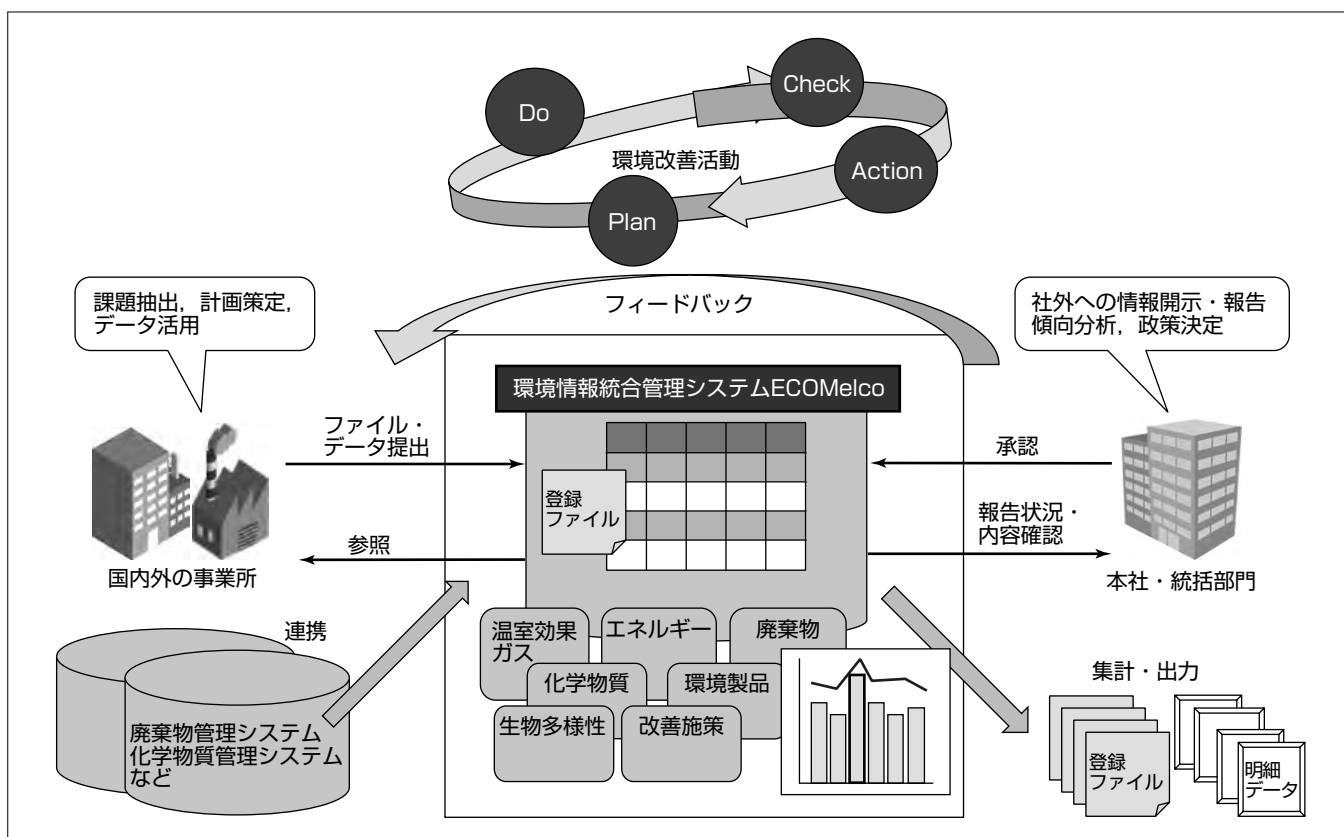 Do
Check
環境改善活動
Action
Plan
課題抽出，計画策定，
データ活用
フィードバック
社外への情報開示・報告
傾向分析，政策決定
環境情報統合管理システムECOMelco
ファイル・
データ提出
承認
登録
ファイル
報告状況・
内容確認
参照
国内外の事業所
本社・統括部門
連携
温室効果
ガス
エネルギー
廃棄物
化学物質
環境製品
生物多様性
改善施策
集計・出力
廃棄物管理システム
化学物質管理システム
など
登録
ファイル
明細
データ